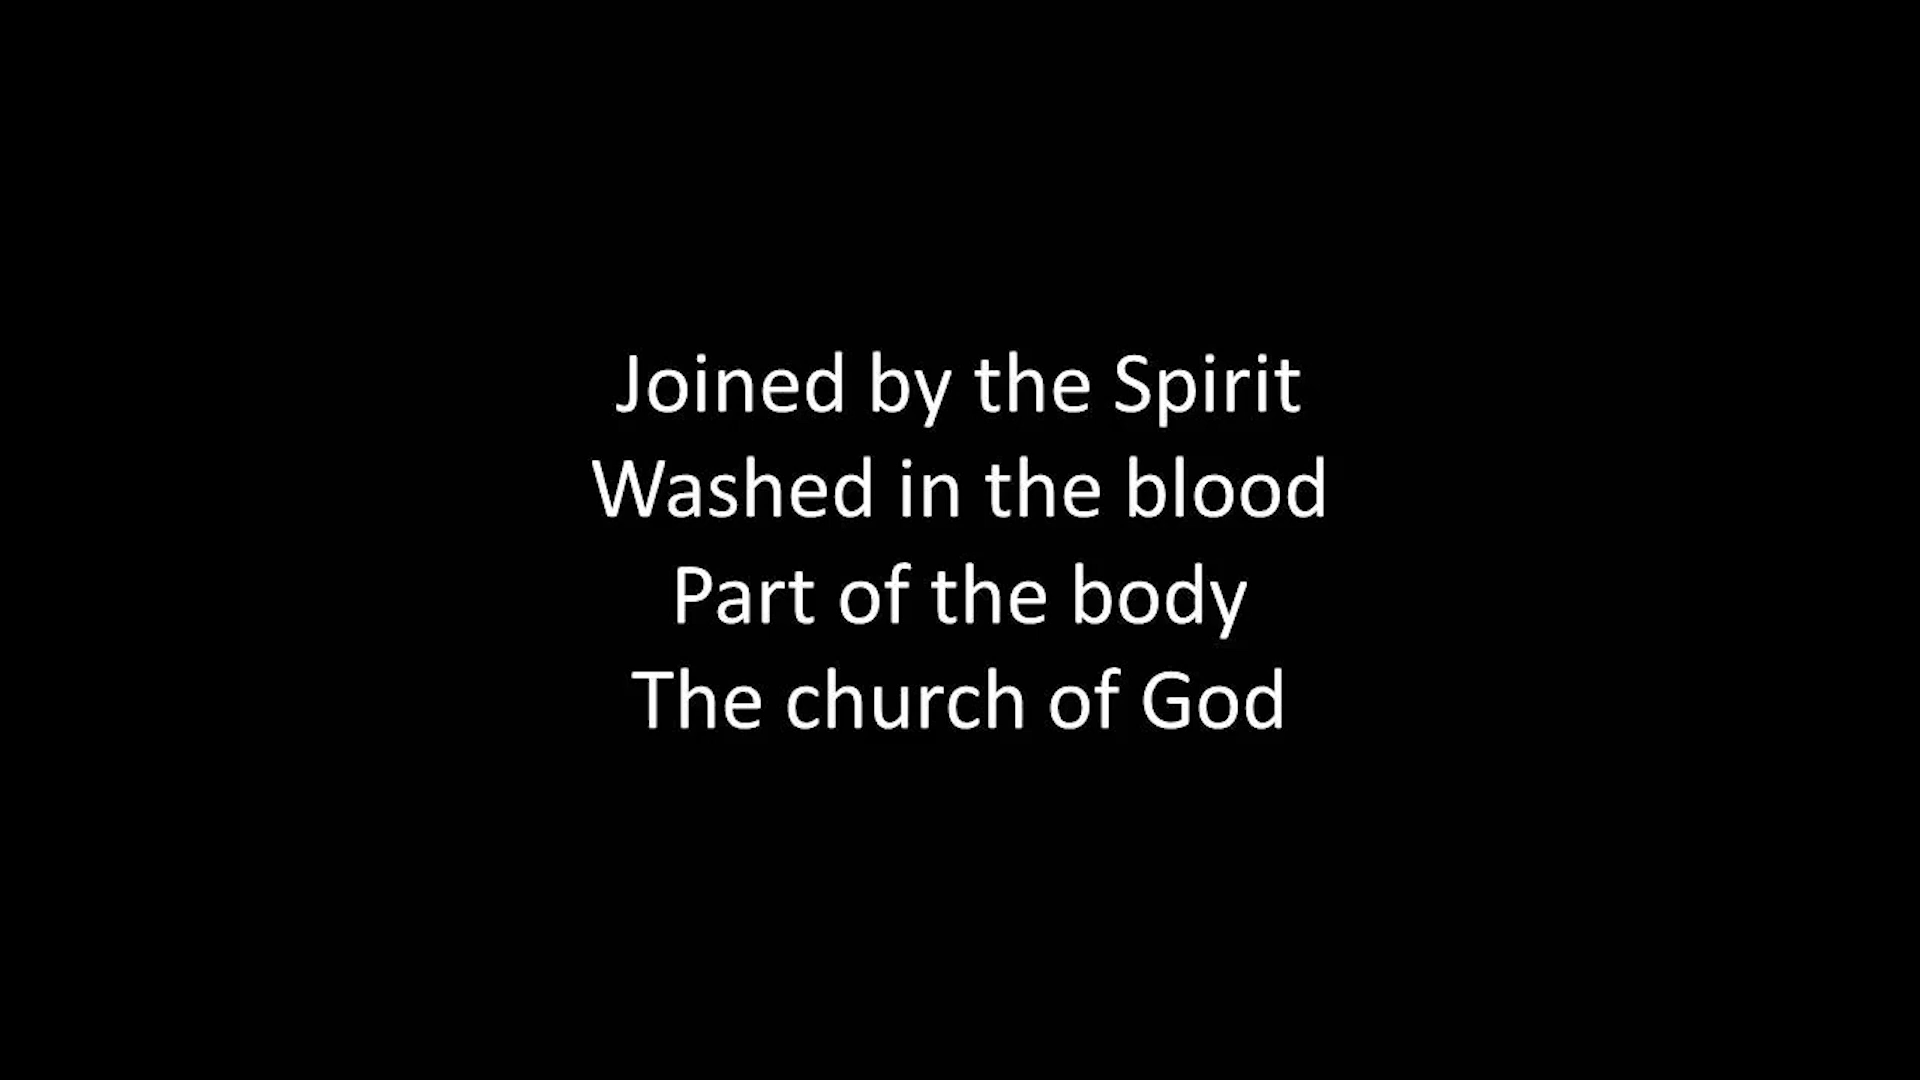 Joined by the Spirit
Washed in the blood
Part of the body
The church of God